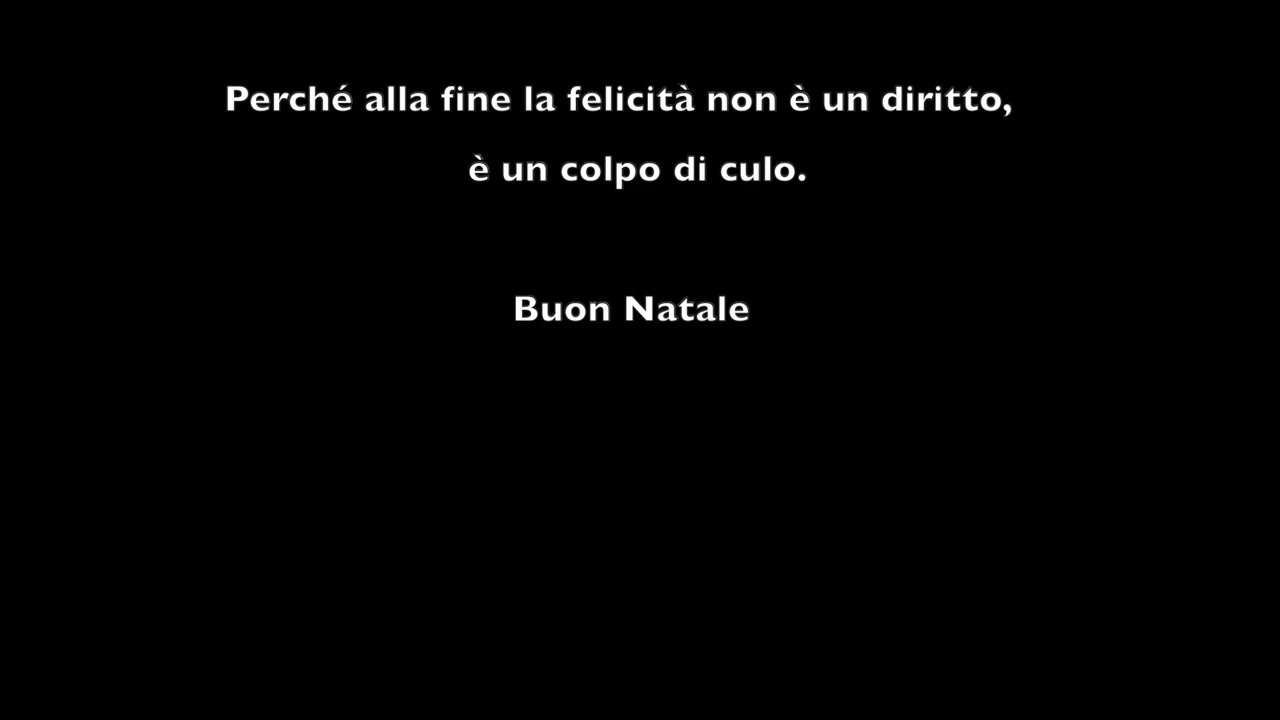 Perché alla fine la felicità non è un diritto,
è un colpo di culo.
Buon Natale